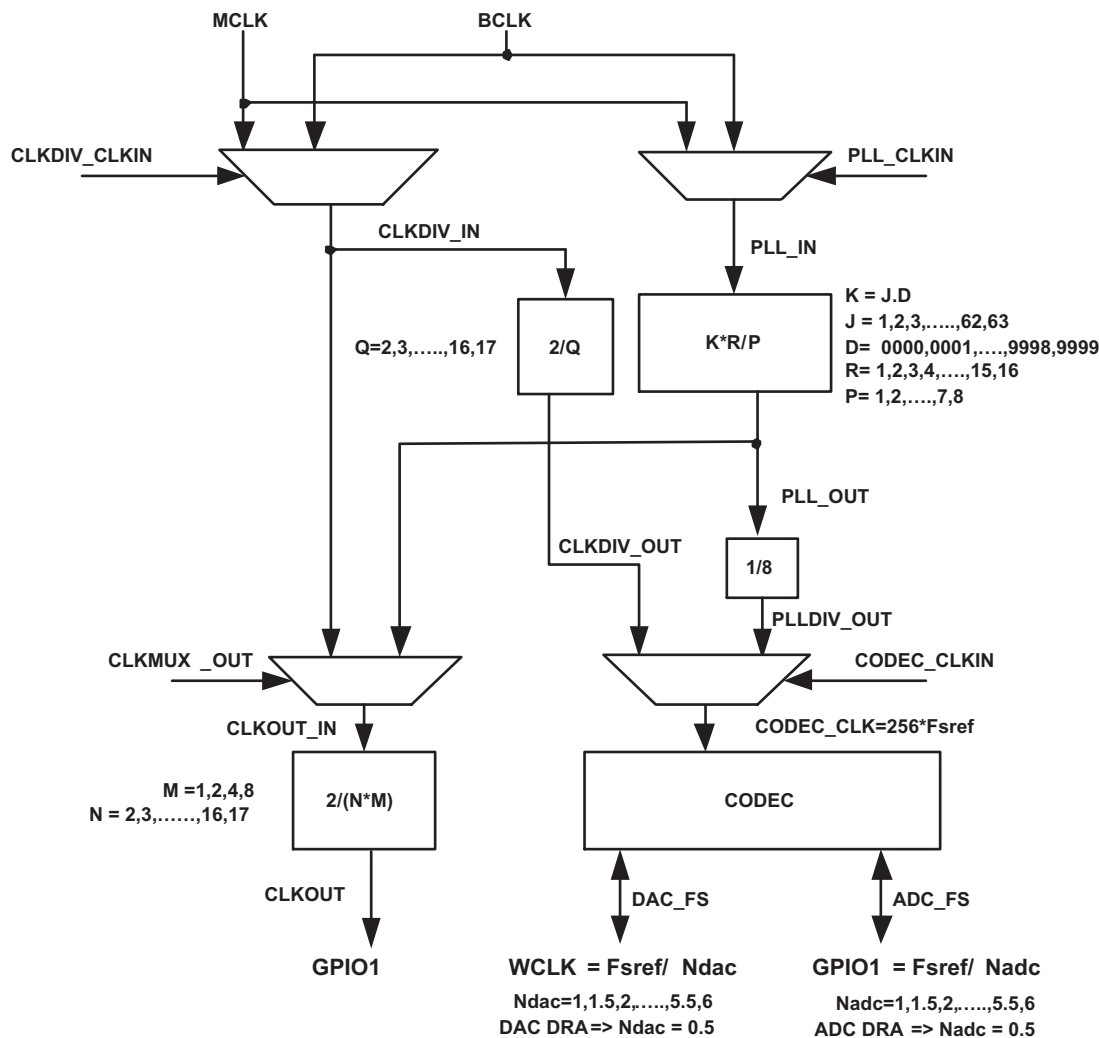 MCLK BCLK
CLKDIV_CLKIN PLL_CLKIN
CLKDIV_IN
PLL_IN
K = J.D
J = 1,2,3,…..,62,63
Q=2,3,…..,16,17 2/Q K*R/P
D= 0000,0001,….,9998,9999
R= 1,2,3,4,….,15,16
P= 1,2,….,7,8
PLL_OUT
CLKDIV_OUT
1/8
PLLDIV_OUT
CLKMUX _OUT CODEC_CLKIN
CLKOUT_IN CODEC_CLK=256*Fsref
M =1,2,4,8
2/(N*M) CODEC
N = 2,3,……,16,17
CLKOUT DAC_FS ADC_FS
GPIO1 WCLK = Fsref/ Ndac GPIO1 = Fsref/ Nadc
Ndac=1,1.5,2,…..,5.5,6 Nadc=1,1.5,2,…..,5.5,6
DAC DRA => Ndac = 0.5 ADC DRA => Nadc = 0.5